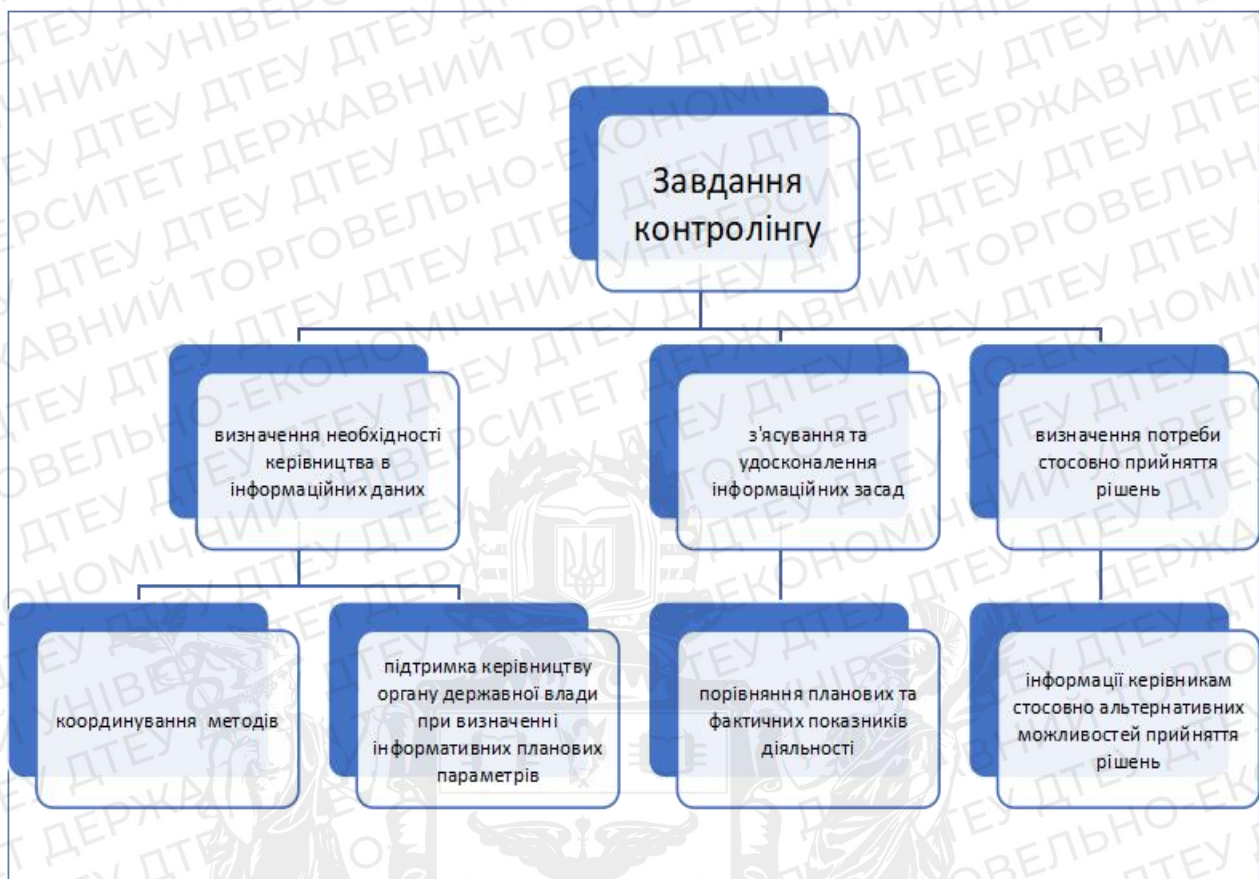 Завдання
контролінгу
визначення необхідності
керівництва в
інформаційних даних
з'ясування та
удосконалення
інформаційних засад
визначення потреби
стосовно прийняття
рішень
координування методів
підтримка керівництву
органу державної влади
при визначенні
інформативних планових
параметрів
порівняння планових та
фактичних показників
діяльності
інформації керівникам
стосовно альтернативних
можливостей прийняття
рішень